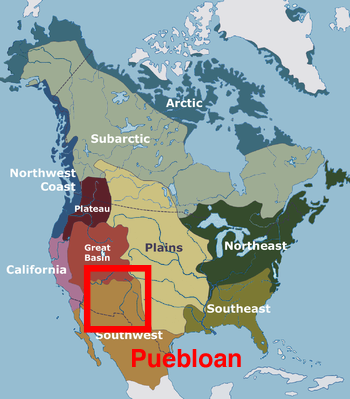 Arctic
Subarctic
Northwest
Coast
Plateau
Great
Basin
Plains
Northeast
California
Southeast
Southwest
Puebloan